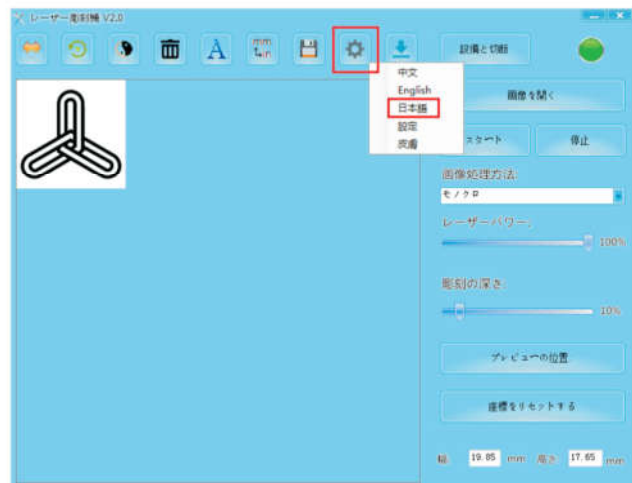 レーザー彫刻機 V2.0
A
mm
in
設備と切断
中文
English
日本語
設定
皮膚
画像を開く
スタート
停止
画像処理方法:
モノクロ
レーザーパワー:
100%
彫刻の深さ:
10%
プレビューの位置
座標をリセットする
幅: 19.85 mm 高さ: 17.65 mm